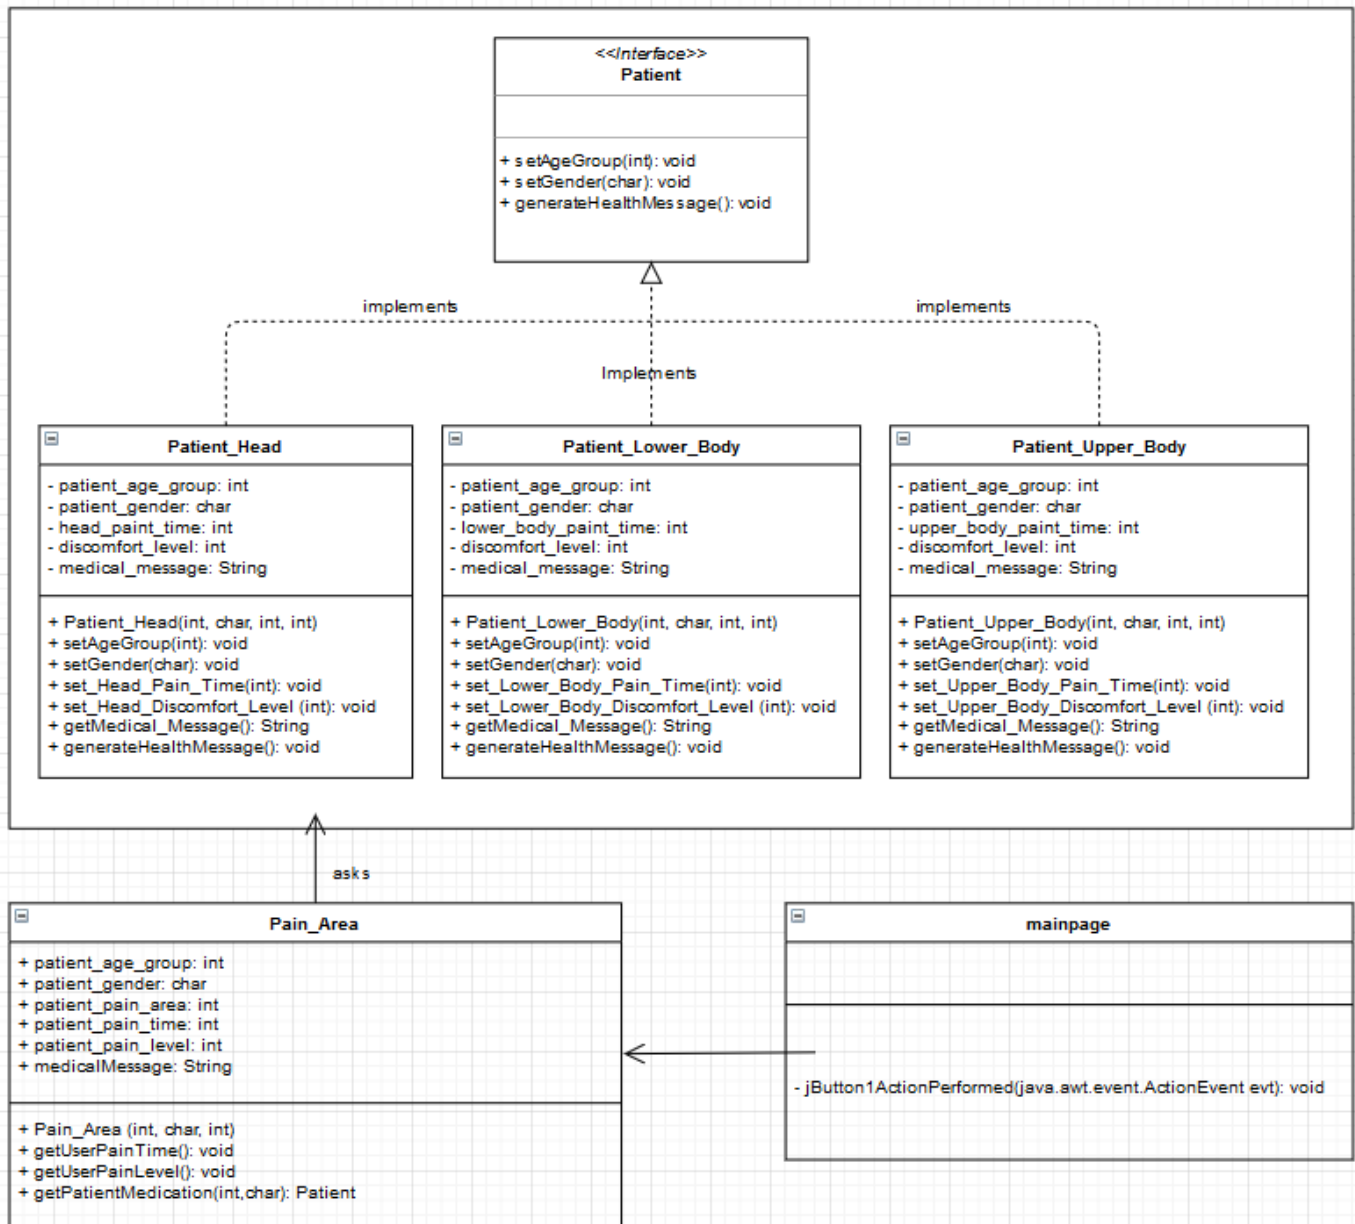 <<Interface>>
Patient
+ setAgeGroup(int): void
+ setGender(char): void
+ generateHealthMessage(): void
implements
implements
Implements
Patient_Head
- patient_age_group: int
- patient_gender: char
- head_paint_time: int
- discomfort_level: int
- medical_message: String
+ Patient_Head(int, char, int, int)
+ setAgeGroup(int): void
+ setGender(char): void
+ set_Head_Pain_Time(int): void
+ set_Head_Discomfort_Level (int): void
+ getMedical_Message(): String
+ generateHealthMessage(): void
Patient_Lower_Body
- patient_age_group: int
- patient_gender: char
- lower_body_paint_time: int
- discomfort_level: int
- medical_message: String
+ Patient_Lower_Body(int, char, int, int)
+ setAgeGroup(int): void
+ setGender(char): void
+ set_Lower_Body_Pain_Time(int): void
+ set_Lower_Body_Discomfort_Level (int): void
+ getMedical_Message(): String
+ generateHealthMessage(): void
Patient_Upper_Body
- patient_age_group: int
- patient_gender: char
- upper_body_paint_time: int
- discomfort_level: int
- medical_message: String
+ Patient_Upper_Body(int, char, int, int)
+ setAgeGroup(int): void
+ setGender(char): void
+ set_Upper_Body_Pain_Time(int): void
+ set_Upper_Body_Discomfort_Level (int): void
+ getMedical_Message(): String
+ generateHealthMessage(): void
asks
Pain_Area
+ patient_age_group: int
+ patient_gender: char
+ patient_pain_area: int
+ patient_pain_time: int
+ patient_pain_level: int
+ medicalMessage: String
+ Pain_Area (int, char, int)
+ getUserPainTime(): void
+ getUserPainLevel(): void
+ getPatientMedication(int,char): Patient
mainpage
- jButton1ActionPerformed(java.awt.event.ActionEvent evt): void